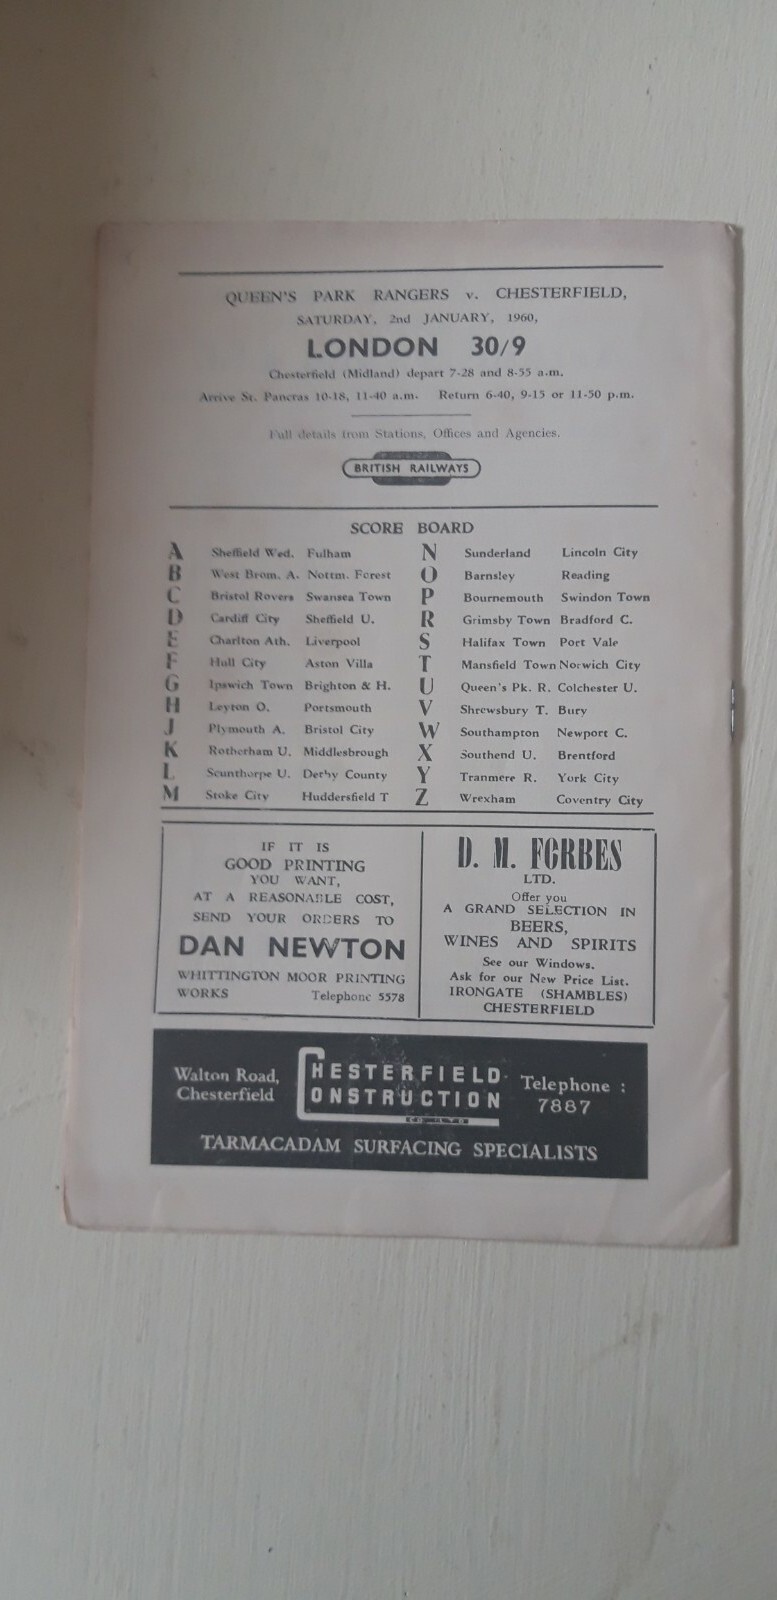 QUEEN'S PARK RANGERS v. CHESTERFIELD,
SATURDAY, 2nd JANUARY, 1960,
LONDON 30/9
Chesterfield (Midland) depart 7-28 and 8-55 a.m.
Arrive St. Pancras 10-18, 11-40 a.m. Return 6-40, 9-15 or 11-50 p.m.
Full details from Stations, Offices and Agencies.
BRITISH RAILWAYS
SCORE BOARD
A Sheffield Wed. Fulham
B West Brom. A. Nottm. Forest
C Bristol Rovers Swansea Town
D Cardiff City Sheffield U.
E Charlton Ath. Liverpool
F Hull City Aston Villa
G Ipswich Town Brighton & H.
H Leyton O. Portsmouth
J Plymouth A. Bristol City
K Rotherham U. Middlesbrough
L Scunthorpe U. Derby County
M Stoke City Huddersfield T
N Sunderland Lincoln City
O Barnsley Reading
P Bournemouth Swindon Town
R Grimsby Town Bradford C.
S Halifax Town Port Vale
T Mansfield Town Norwich City
U Queen's Pk. R. Colchester U.
V Shrewsbury T. Bury
W Southampton Newport C.
X Southend U. Brentford
Y Tranmere R. York City
Z Wrexham Coventry City
IF IT IS
GOOD PRINTING
YOU WANT,
AT A REASONABLE COST,
SEND YOUR ORDERS TO
DAN NEWTON
WHITTINGTON MOOR PRINTING
WORKS Telephone 5578
D. M. FORBES
LTD.
Offer you
A GRAND SELECTION IN
BEERS,
WINES AND SPIRITS
See our Windows.
Ask for our New Price List.
IRONGATE (SHAMBLES)
CHESTERFIELD
Walton Road,
Chesterfield
CHESTERFIELD
CONSTRUCTION
CO LTD
Telephone :
7887
TARMACADAM SURFACING SPECIALISTS